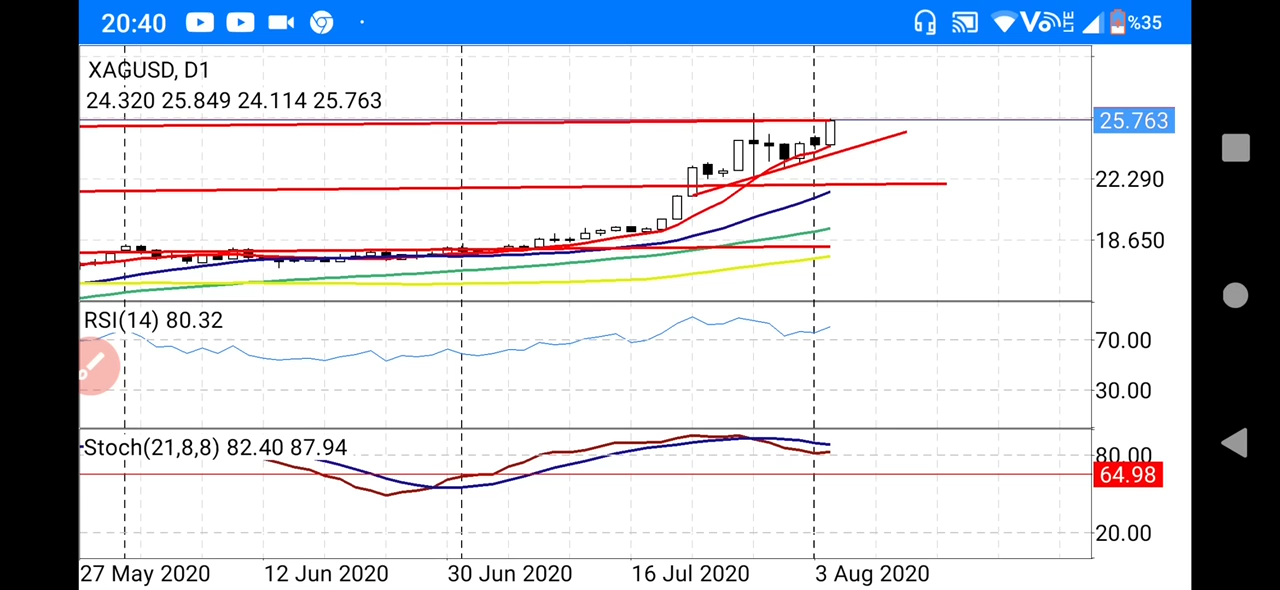 20:40 Vo LTE %35
XAGUSD, D1
24.320 25.849 24.114 25.763
25.763
22.290
18.650
RSI(14) 80.32
70.00
30.00
Stoch(21,8,8) 82.40 87.94
80.00
64.98
20.00
27 May 2020 12 Jun 2020 30 Jun 2020 16 Jul 2020 3 Aug 2020